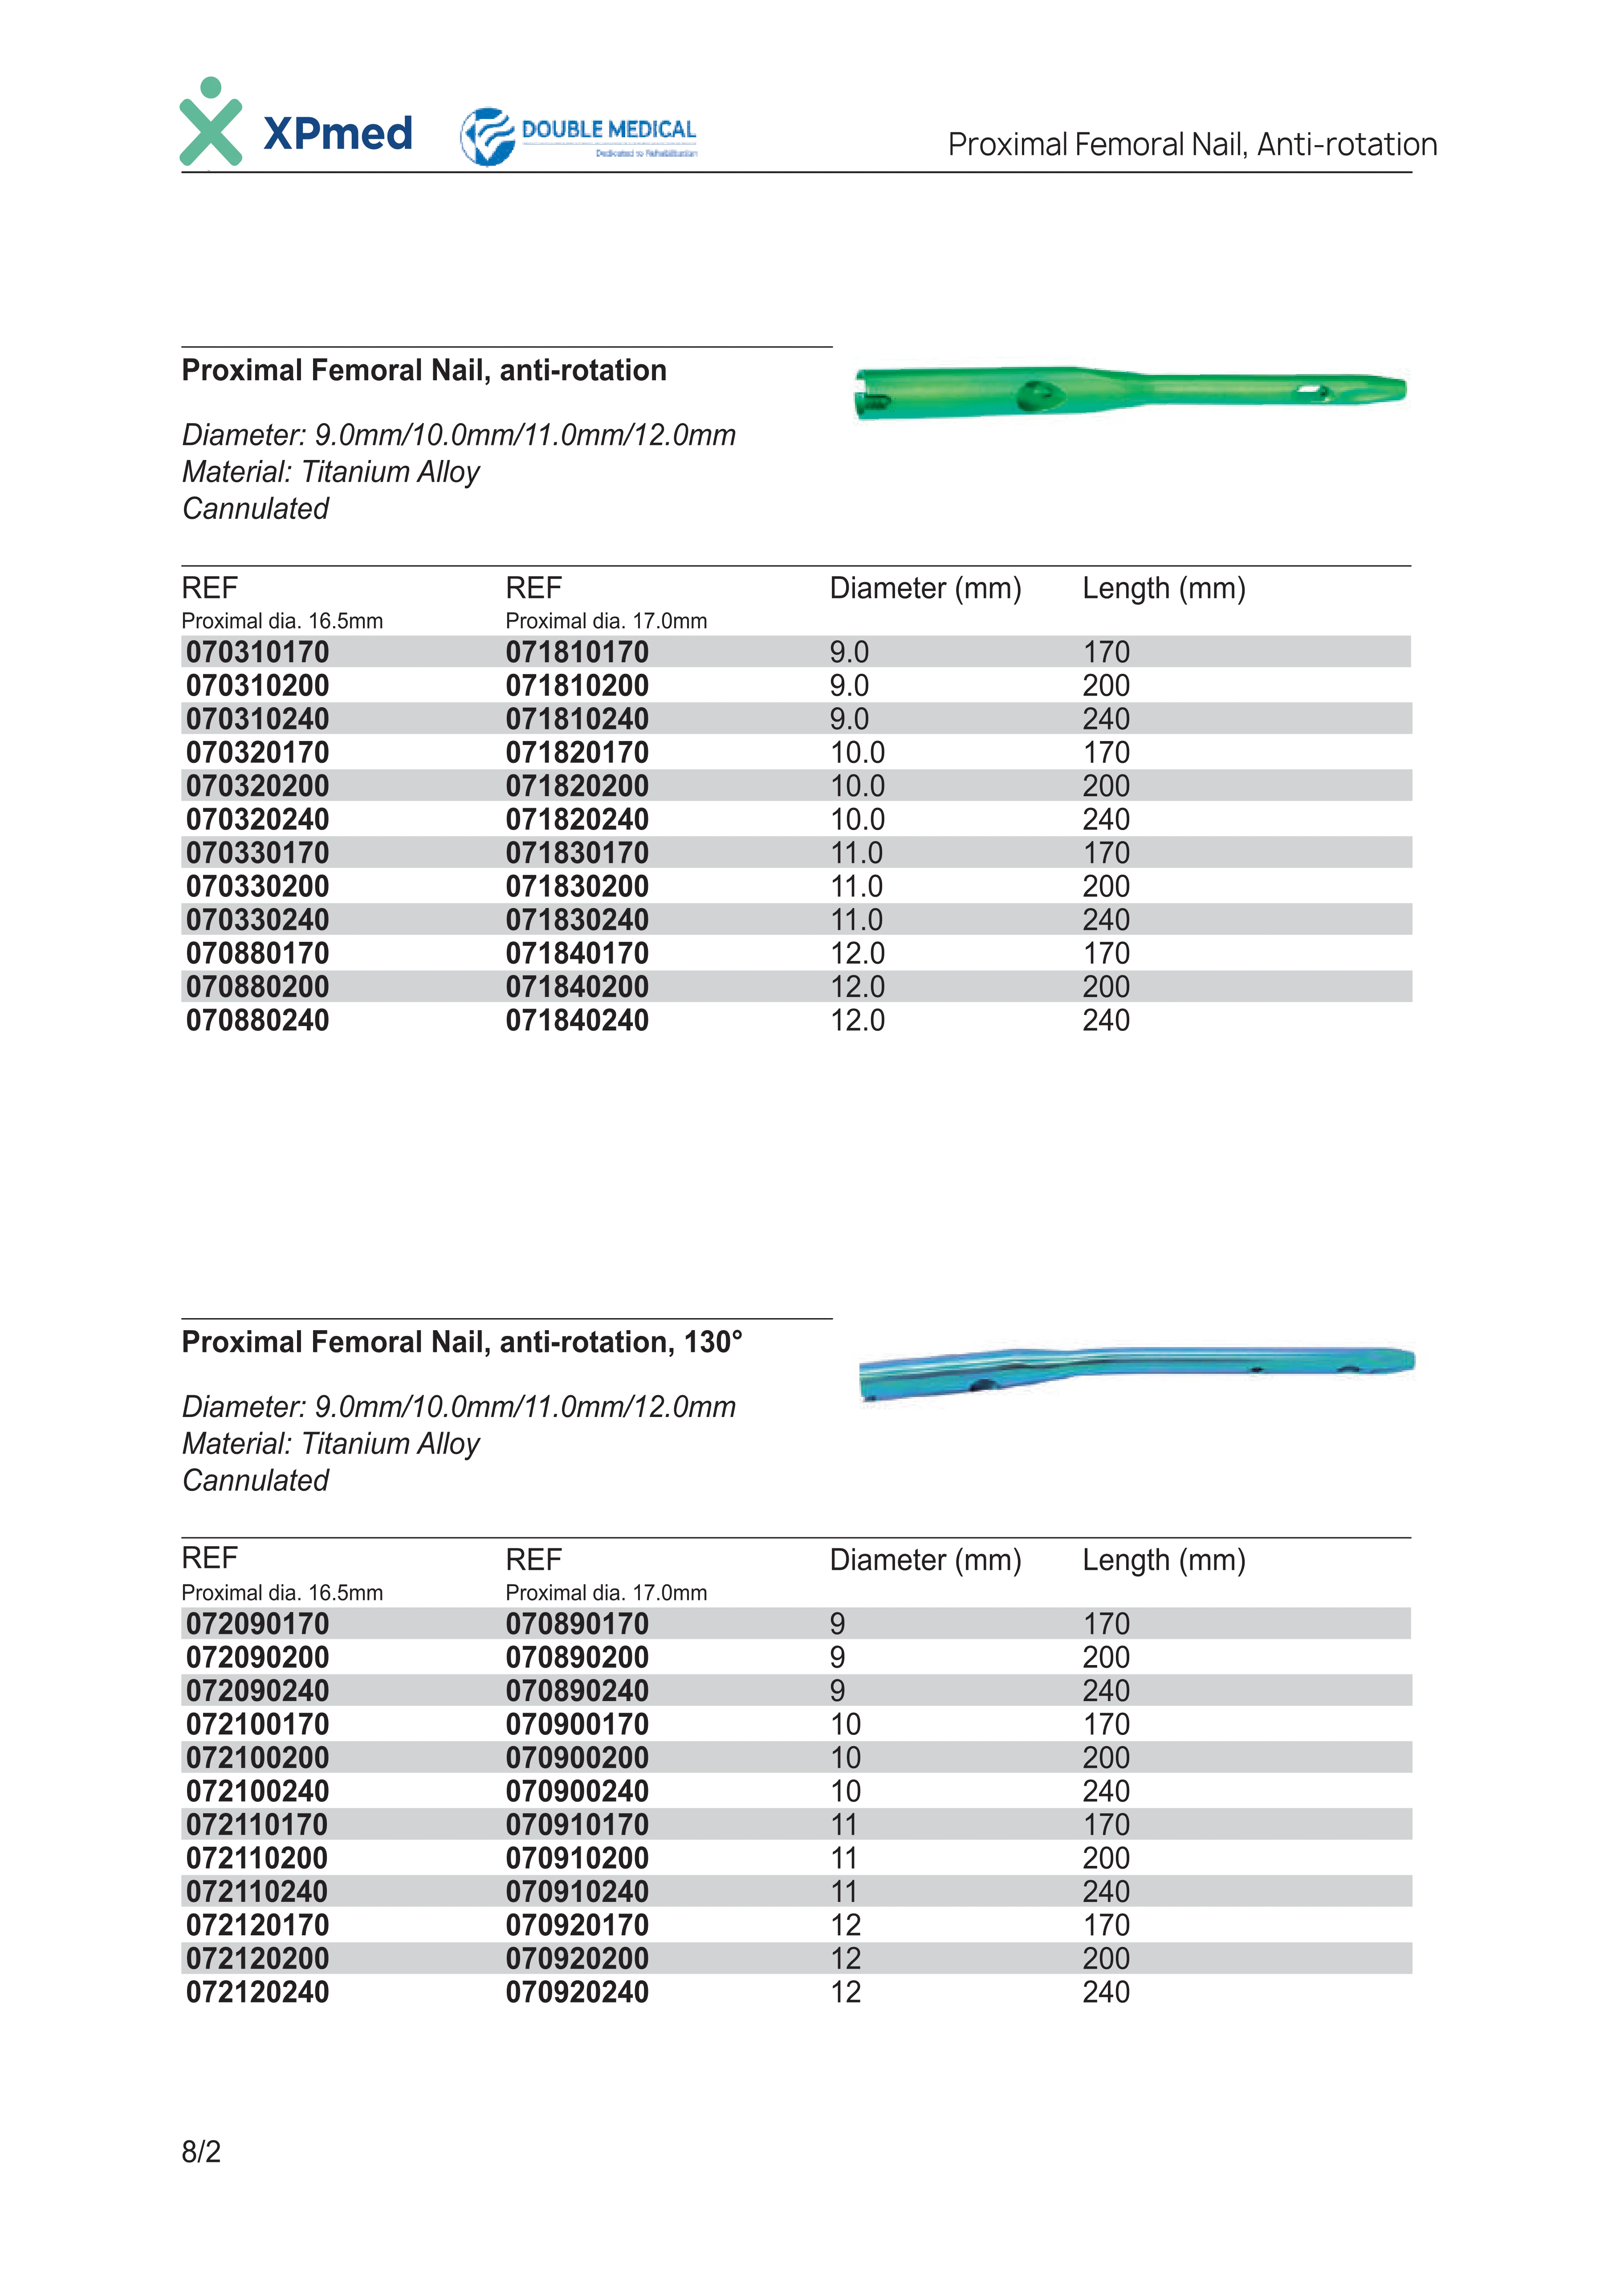 XPmed
DOUBLE MEDICAL
Dedicated to Rehabilitation
Proximal Femoral Nail, Anti-rotation
Proximal Femoral Nail, anti-rotation
Diameter: 9.0mm/10.0mm/11.0mm/12.0mm
Material: Titanium Alloy
Cannulated
REF REF Diameter (mm) Length (mm)
Proximal dia. 16.5mm Proximal dia. 17.0mm
070310170 071810170 9.0 170
070310200 071810200 9.0 200
070310240 071810240 9.0 240
070320170 071820170 10.0 170
070320200 071820200 10.0 200
070320240 071820240 10.0 240
070330170 071830170 11.0 170
070330200 071830200 11.0 200
070330240 071830240 11.0 240
070880170 071840170 12.0 170
070880200 071840200 12.0 200
070880240 071840240 12.0 240
Proximal Femoral Nail, anti-rotation, 130°
Diameter: 9.0mm/10.0mm/11.0mm/12.0mm
Material: Titanium Alloy
Cannulated
REF REF Diameter (mm) Length (mm)
Proximal dia. 16.5mm Proximal dia. 17.0mm
072090170 070890170 9 170
072090200 070890200 9 200
072090240 070890240 9 240
072100170 070900170 10 170
072100200 070900200 10 200
072100240 070900240 10 240
072110170 070910170 11 170
072110200 070910200 11 200
072110240 070910240 11 240
072120170 070920170 12 170
072120200 070920200 12 200
072120240 070920240 12 240
8/2